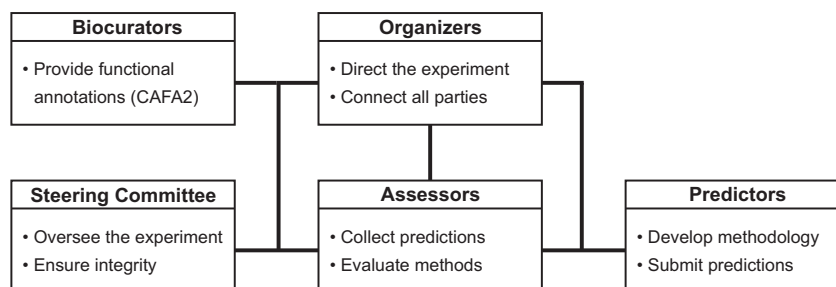 Biocurators
• Provide functional
annotations (CAFA2)
Organizers
• Direct the experiment
• Connect all parties
Steering Committee
• Oversee the experiment
• Ensure integrity
Assessors
• Collect predictions
• Evaluate methods
Predictors
• Develop methodology
• Submit predictions